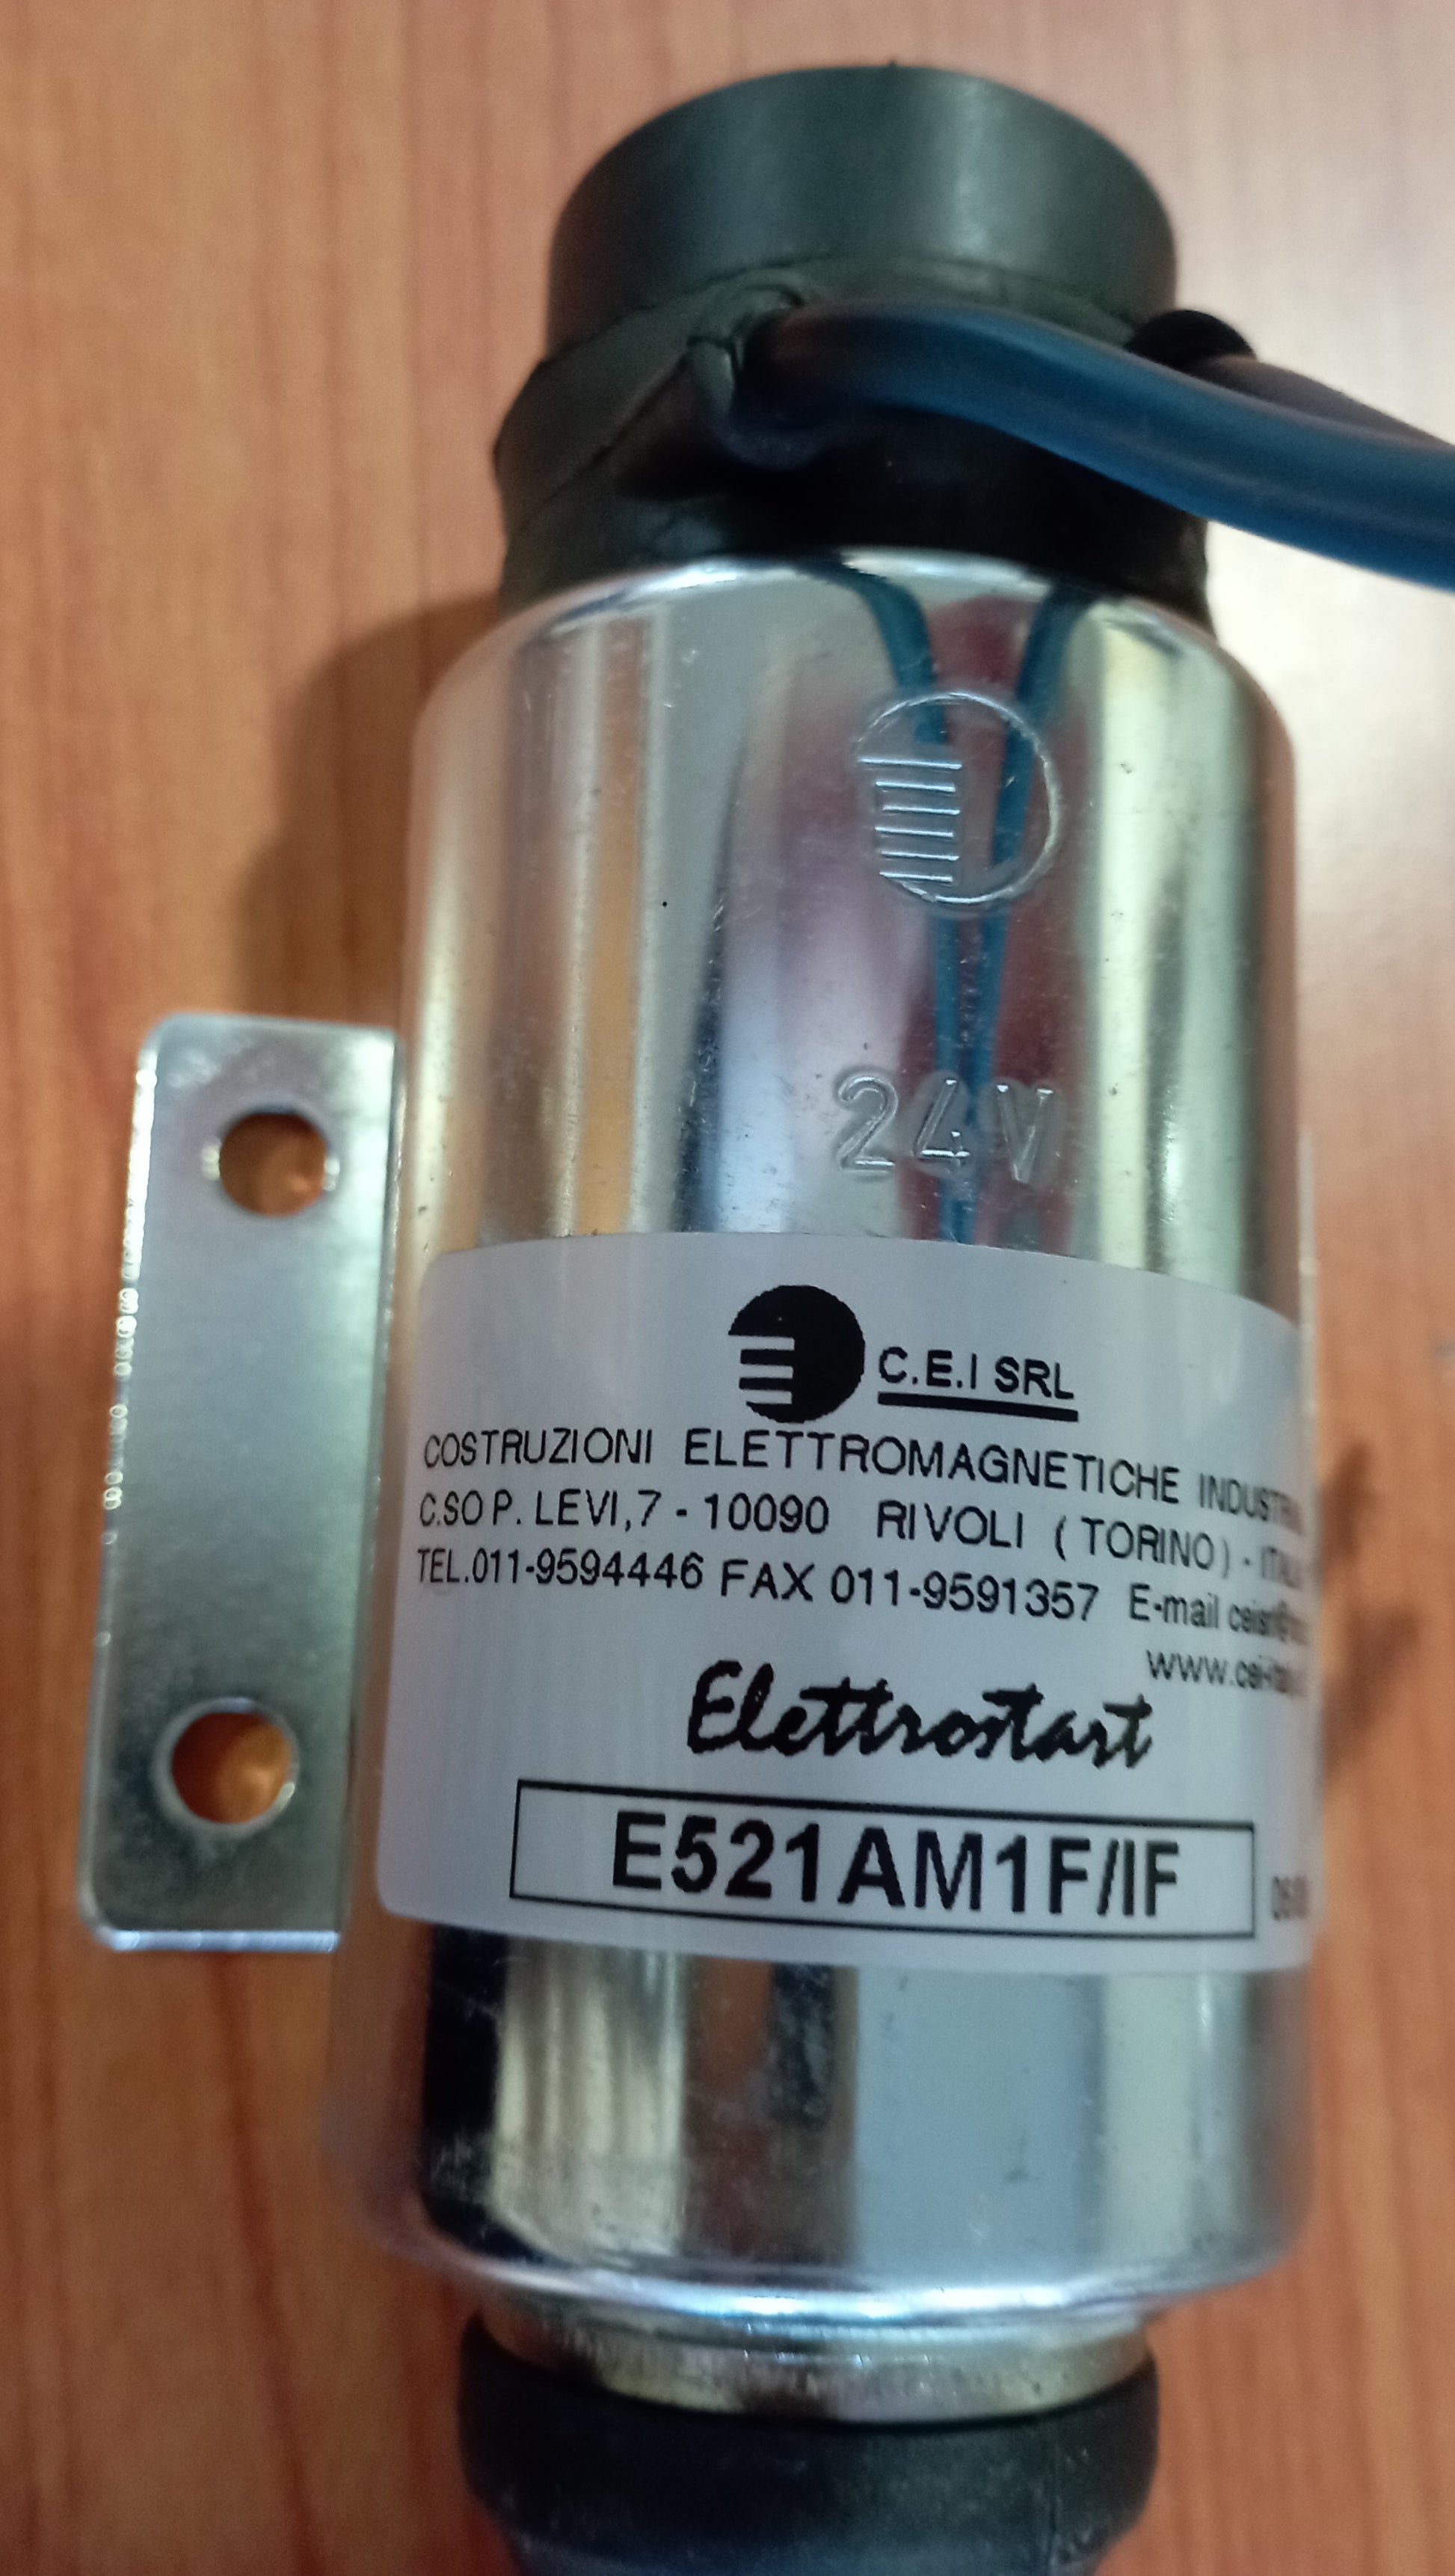 24V
C.E.I SRL
COSTRUZIONI ELETTROMAGNETICHE
C.SO P. LEVI,7 - 10090 RIVOLI (TORINO) -
TEL.011-9594446 FAX 011-9591357 E-mail
Elettrostart
E521AM1F/IF